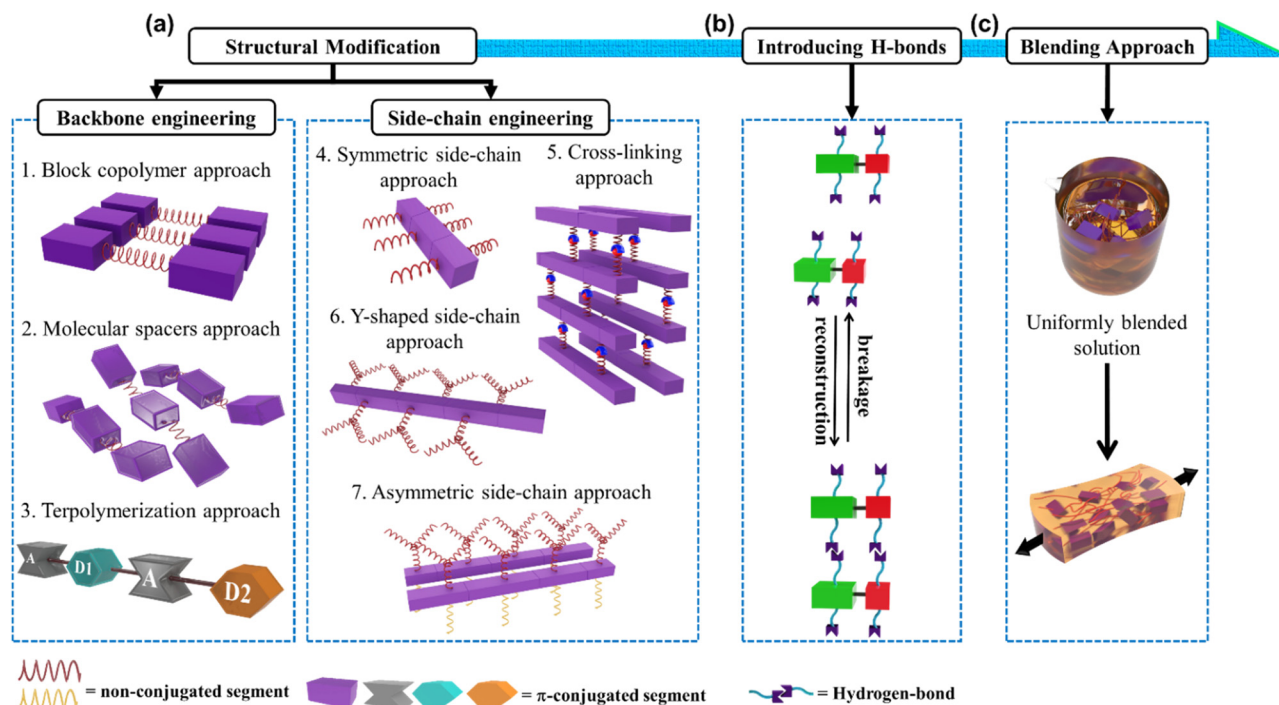 (a)
Structural Modification
(b)
Introducing H-bonds
(c)
Blending Approach
Backbone engineering
Side-chain engineering
1. Block copolymer approach
2. Molecular spacers approach
3. Terpolymerization approach
A
D1
A
D2
4. Symmetric side-chain
approach
5. Cross-linking
approach
6. Y-shaped side-chain
approach
7. Asymmetric side-chain approach
reconstruction
breakage
Uniformly blended
solution
= non-conjugated segment
= π-conjugated segment
= Hydrogen-bond